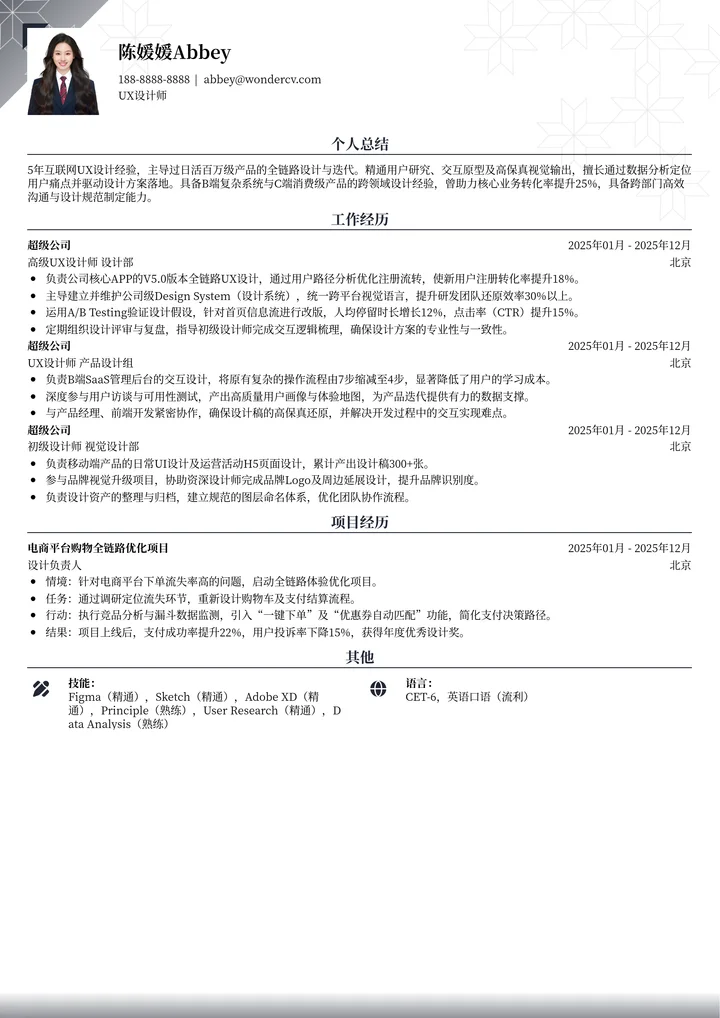 陈媛媛Abbey
188-8888-8888 | abbey@wondercv.com
UX设计师
个人总结
5年互联网UX设计经验，主导过日活百万级产品的全链路设计与迭代。精通用户研究、交互原型及高保真视觉输出，擅长通过数据分析定位
用户痛点并驱动设计方案落地。具备B端复杂系统与C端消费级产品的跨领域设计经验，曾助力核心业务转化率提升25%，具备跨部门高效
沟通与设计规范制定能力。
工作经历
超级公司 2025年01月 - 2025年12月
高级UX设计师 设计部 北京
• 负责公司核心APP的V5.0版本全链路UX设计，通过用户路径分析优化注册流转，使新用户注册转化率提升18%。
• 主导建立并维护公司级Design System（设计系统），统一跨平台视觉语言，提升研发团队还原效率30%以上。
• 运用A/B Testing验证设计假设，针对首页信息流进行改版，人均停留时长增长12%，点击率（CTR）提升15%。
• 定期组织设计评审与复盘，指导初级设计师完成交互逻辑梳理，确保设计方案的专业性与一致性。
超级公司 2025年01月 - 2025年12月
UX设计师 产品设计组 北京
• 负责B端SaaS管理后台的交互设计，将原有复杂的操作流程由7步缩减至4步，显著降低了用户的学习成本。
• 深度参与用户访谈与可用性测试，产出高质量用户画像与体验地图，为产品迭代提供有力的数据支撑。
• 与产品经理、前端开发紧密协作，确保设计稿的高保真还原，并解决开发过程中的交互实现难点。
超级公司 2025年01月 - 2025年12月
初级设计师 视觉设计部 北京
• 负责移动端产品的日常UI设计及运营活动H5页面设计，累计产出设计稿300+张。
• 参与品牌视觉升级项目，协助资深设计师完成品牌Logo及周边延展设计，提升品牌识别度。
• 负责设计资产的整理与归档，建立规范的图层命名体系，优化团队协作流程。
项目经历
电商平台购物全链路优化项目 2025年01月 - 2025年12月
设计负责人 北京
• 情境：针对电商平台下单流失率高的问题，启动全链路体验优化项目。
• 任务：通过调研定位流失环节，重新设计购物车及支付结算流程。
• 行动：执行竞品分析与漏斗数据监测，引入“一键下单”及“优惠券自动匹配”功能，简化支付决策路径。
• 结果：项目上线后，支付成功率提升22%，用户投诉率下降15%，获得年度优秀设计奖。
其他
技能：
Figma（精通），Sketch（精通），Adobe XD（精
通），Principle（熟练），User Research（精通），D
ata Analysis（熟练）
语言：
CET-6，英语口语（流利）